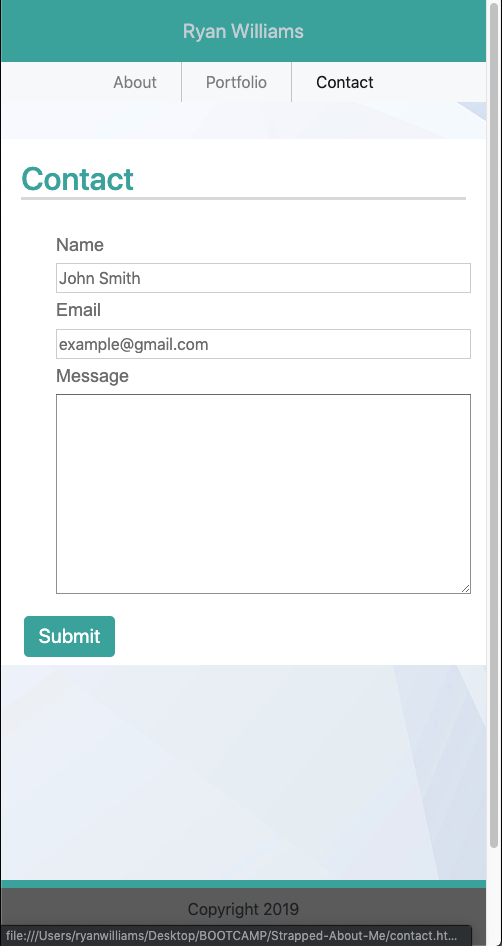 Ryan Williams
About Portfolio Contact
Contact
Name
John Smith
Email
example@gmail.com
Message
Submit
Copyright 2019
file:///Users/ryanwilliams/Desktop/BOOTCAMP/Strapped-About-Me/contact.ht...